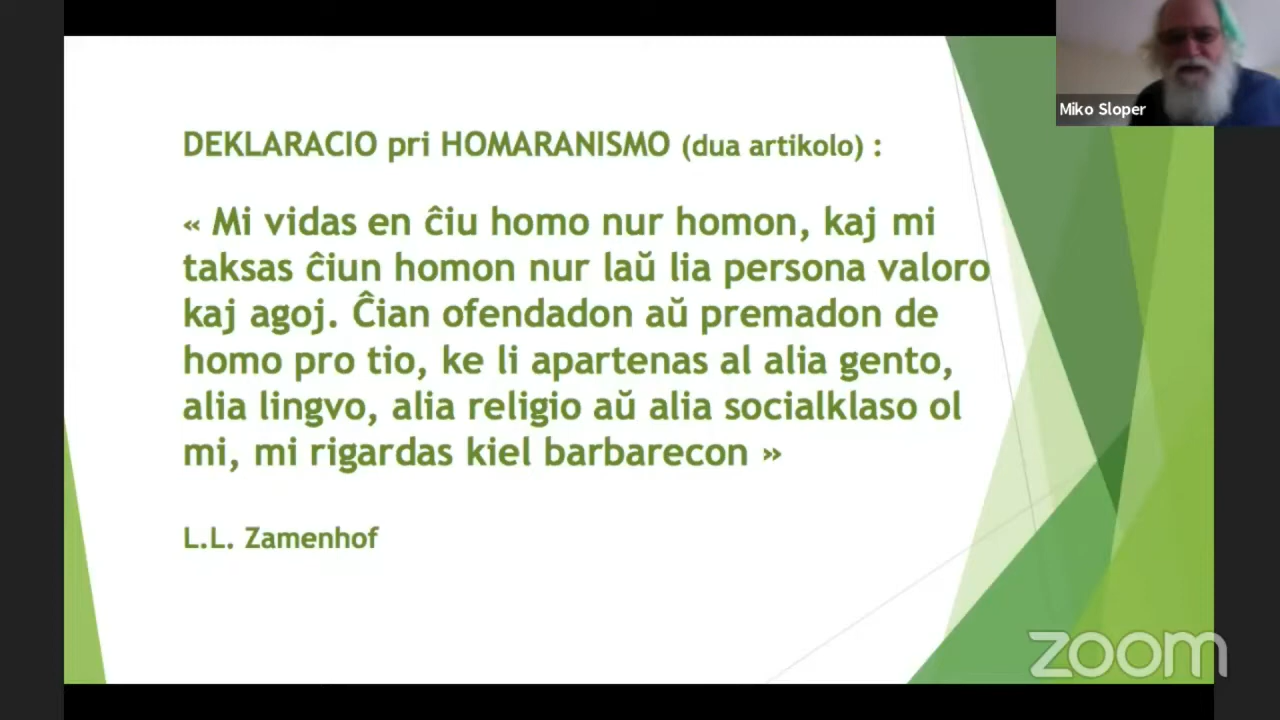 Miko Sloper
DEKLARACIO pri HOMARANISMO (dua artikolo) :
« Mi vidas en ĉiu homo nur homon, kaj mi
taksas ĉiun homon nur laŭ lia persona valoro
kaj agoj. Ĉian ofendadon aŭ premadon de
homo pro tio, ke li apartenas al alia gento,
alia lingvo, alia religio aŭ alia socialklaso ol
mi, mi rigardas kiel barbarecon »
L.L. Zamenhof
zoom